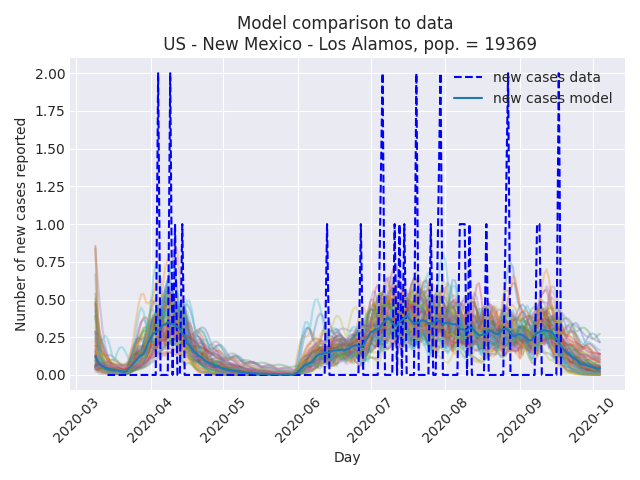 Model comparison to data
US - New Mexico - Los Alamos, pop. = 19369
new cases data
new cases model
Number of new cases reported
2.00
1.75
1.50
1.25
1.00
0.75
0.50
0.25
0.00
2020-03
2020-04
2020-05
2020-06
2020-07
2020-08
2020-09
2020-10
Day